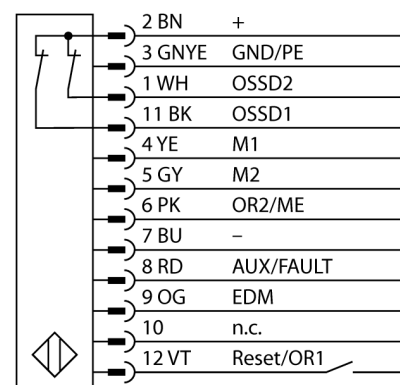 2 BN +
3 GNYE GND/PE
1 WH OSSD2
11 BK OSSD1
4 YE M1
5 GY M2
6 PK OR2/ME
7 BU –
8 RD AUX/FAULT
9 OG EDM
10 n.c.
12 VT Reset/OR1